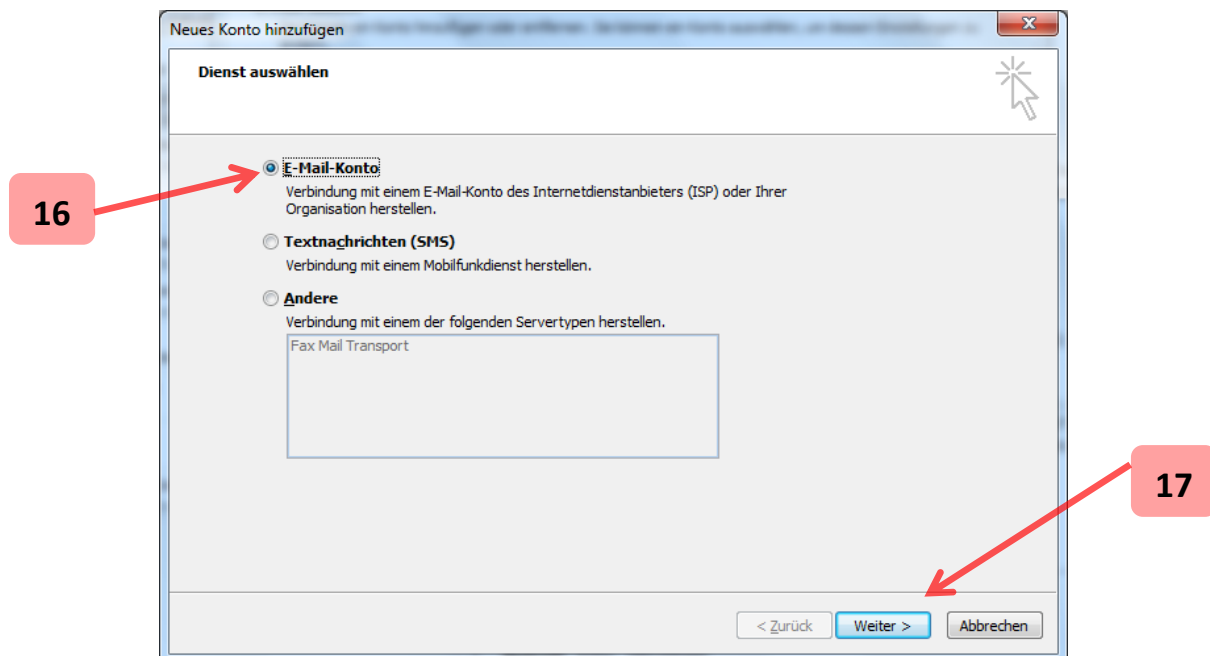 Neues Konto hinzufügen
Dienst auswählen
E-Mail-Konto
Verbindung mit einem E-Mail-Konto des Internetdienstanbieters (ISP) oder Ihrer
Organisation herstellen.
16
Textnachrichten (SMS)
Verbindung mit einem Mobilfunkdienst herstellen.
Andere
Verbindung mit einem der folgenden Servertypen herstellen.
Fax Mail Transport
17
< Zurück Weiter > Abbrechen